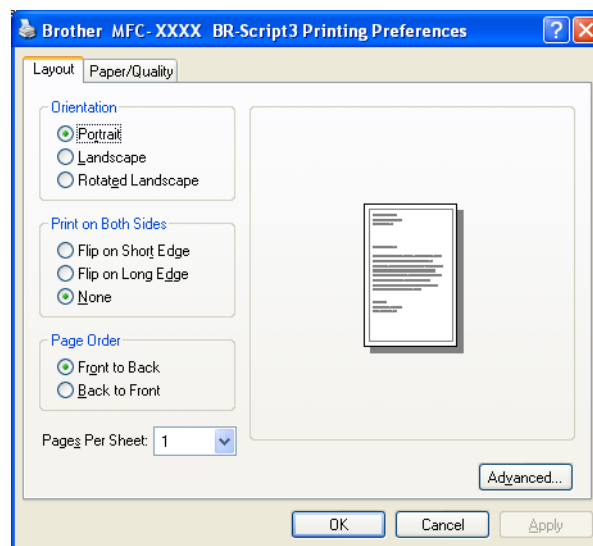 Brother MFC-XXXX BR-Script3 Printing Preferences
Layout
Paper/Quality
Orientation
Portrait
Landscape
Rotated Landscape
Print on Both Sides
Flip on Short Edge
Flip on Long Edge
None
Page Order
Front to Back
Back to Front
Pages Per Sheet: 1
Advanced...
OK
Cancel
Apply